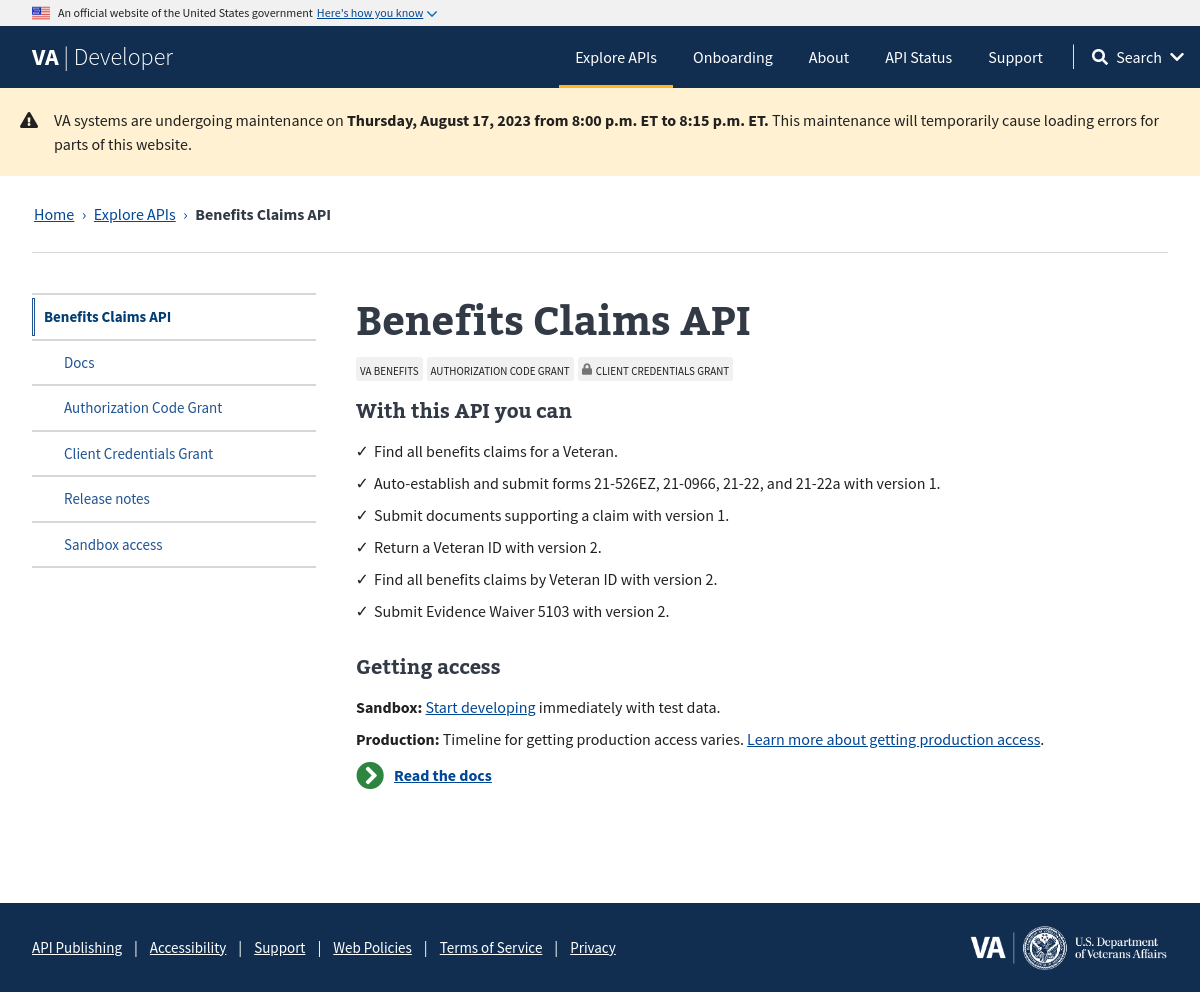 An official website of the United States government Here's how you know
VA | Developer
Explore APIs
Onboarding
About
API Status
Support
Search
VA systems are undergoing maintenance on Thursday, August 17, 2023 from 8:00 p.m. ET to 8:15 p.m. ET. This maintenance will temporarily cause loading errors for
parts of this website.
Home › Explore APIs › Benefits Claims API
Benefits Claims API
Docs
Authorization Code Grant
Client Credentials Grant
Release notes
Sandbox access
Benefits Claims API
VA BENEFITS AUTHORIZATION CODE GRANT CLIENT CREDENTIALS GRANT
With this API you can
✓ Find all benefits claims for a Veteran.
✓ Auto-establish and submit forms 21-526EZ, 21-0966, 21-22, and 21-22a with version 1.
✓ Submit documents supporting a claim with version 1.
✓ Return a Veteran ID with version 2.
✓ Find all benefits claims by Veteran ID with version 2.
✓ Submit Evidence Waiver 5103 with version 2.
Getting access
Sandbox: Start developing immediately with test data.
Production: Timeline for getting production access varies. Learn more about getting production access.
Read the docs
API Publishing | Accessibility | Support | Web Policies | Terms of Service | Privacy
VA
U.S. Department
of Veterans Affairs